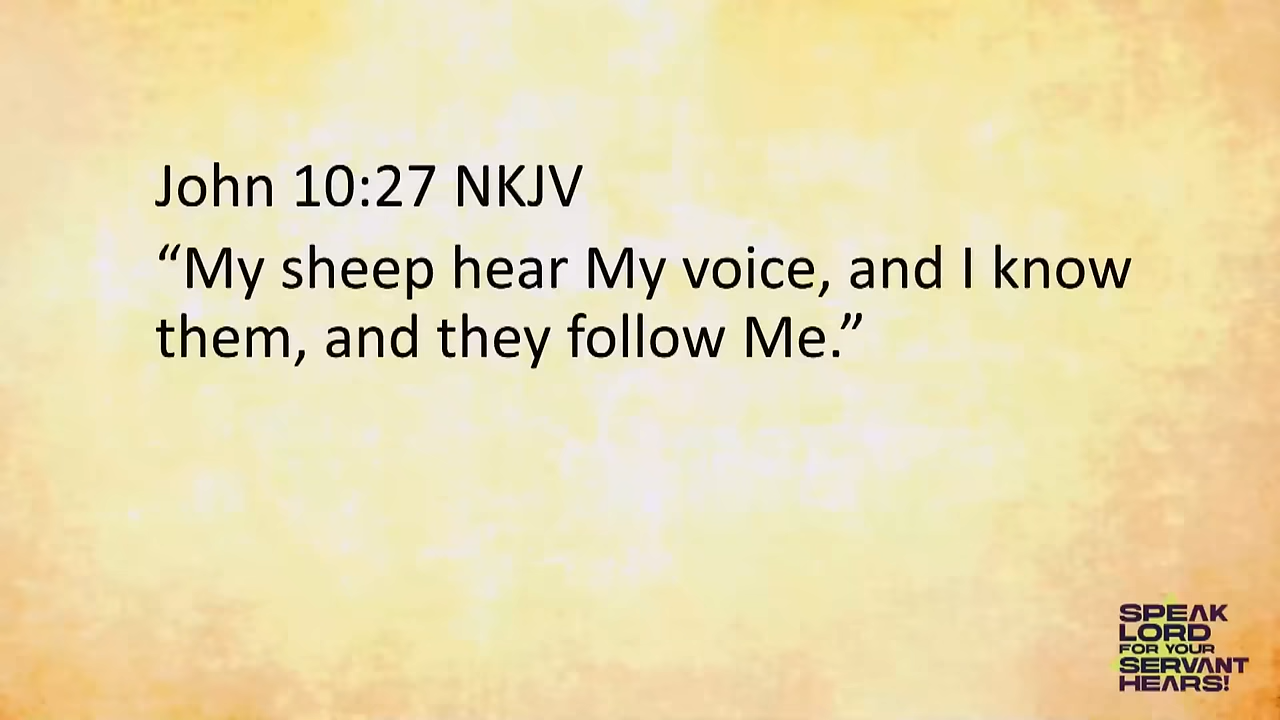 John 10:27 NKJV
“My sheep hear My voice, and I know
them, and they follow Me.”
SPEAK
LORD
FOR YOUR
SERVANT
HEARS!